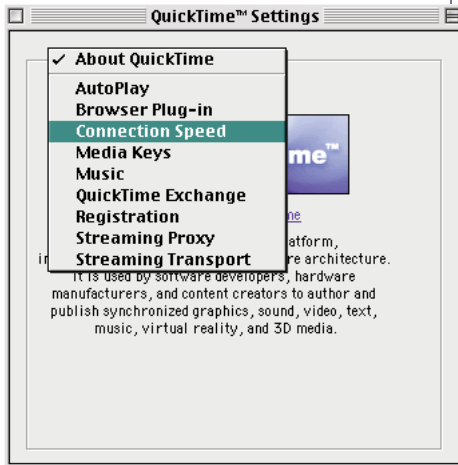 QuickTime™ Settings
✓ About QuickTime
AutoPlay
Browser Plug-in
Connection Speed
Media Keys
Music
QuickTime Exchange
Registration
Streaming Proxy
Streaming Transport
me™
me
atform,
re architecture.
It is used by software developers, hardware
manufacturers, and content creators to author and
publish synchronized graphics, sound, video, text,
music, virtual reality, and 3D media.